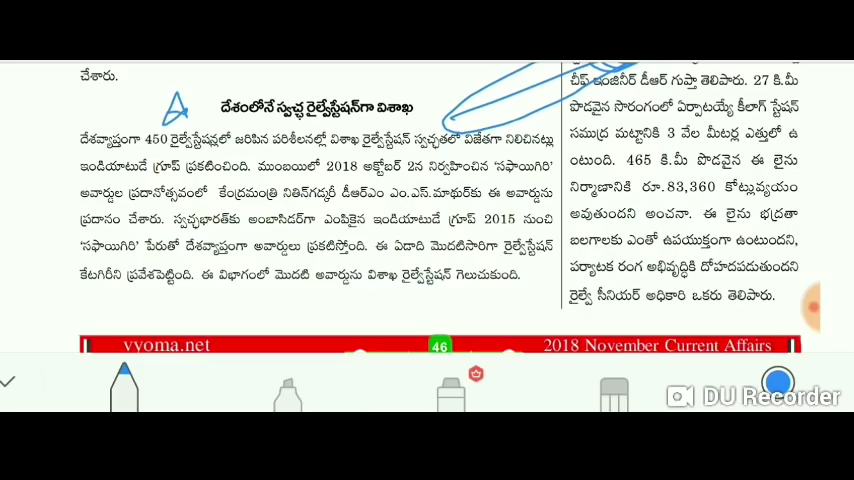 చేశారు.
దేశంలోనే స్వచ్ఛ రైల్వేస్టేషన్‌గా విశాఖ
దేశవ్యాప్తంగా 450 రైల్వేస్టేషన్లలో జరిపిన పరిశీలనల్లో విశాఖ రైల్వేస్టేషన్ స్వచ్ఛతలో విజేతగా నిలిచినట్లు
ఇండియాటుడే గ్రూప్ ప్రకటించింది. ముంబయిలో 2018 అక్టోబర్ 2న నిర్వహించిన 'సఫాయిగిరి'
అవార్డుల ప్రదానోత్సవంలో కేంద్రమంత్రి నితిన్‌గడ్కరీ డీఆర్ఎం ఎం.ఎస్.మాథుర్‌కు ఈ అవార్డును
ప్రదానం చేశారు. స్వచ్ఛభారత్‌కు అంబాసిడర్‌గా ఎంపికైన ఇండియాటుడే గ్రూప్ 2015 నుంచి
'సఫాయిగిరి' పేరుతో దేశవ్యాప్తంగా అవార్డులు ప్రకటిస్తోంది. ఈ ఏడాది మొదటిసారిగా రైల్వేస్టేషన్
కేటగిరీని ప్రవేశపెట్టింది. ఈ విభాగంలో మొదటి అవార్డును విశాఖ రైల్వేస్టేషన్ గెలుచుకుంది.
చీఫ్ ఇంజినీర్ డీఆర్ గుప్తా తెలిపారు. 27 కి.మీ
పొడవైన సొరంగంలో ఏర్పాటయ్యే కీలాగ్ స్టేషన్
సముద్ర మట్టానికి 3 వేల మీటర్ల ఎత్తులో ఉ
ంటుంది. 465 కి.మీ పొడవైన ఈ లైను
నిర్మాణానికి రూ.83,360 కోట్లువ్యయం
అవుతుందని అంచనా. ఈ లైను భద్రతా
బలగాలకు ఎంతో ఉపయుక్తంగా ఉంటుందని,
పర్యాటక రంగ అభివృద్ధికి దోహదపడుతుందని
రైల్వే సీనియర్ అధికారి ఒకరు తెలిపారు.
vyoma.net 46 2018 November Current Affairs
DU Recorder